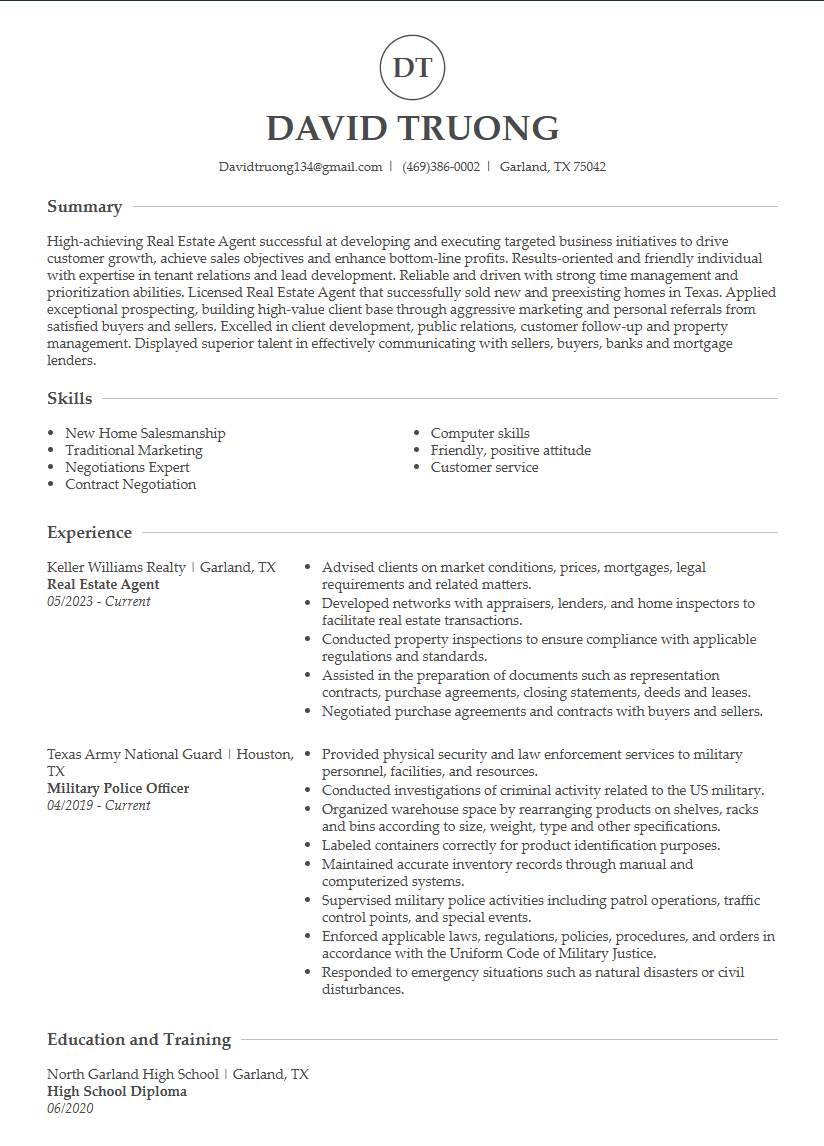 DT
DAVID TRUONG
Davidtruong134@gmail.com | (469)386-0002 | Garland, TX 75042
Summary
High-achieving Real Estate Agent successful at developing and executing targeted business initiatives to drive
customer growth, achieve sales objectives and enhance bottom-line profits. Results-oriented and friendly individual
with expertise in tenant relations and lead development. Reliable and driven with strong time management and
prioritization abilities. Licensed Real Estate Agent that successfully sold new and preexisting homes in Texas. Applied
exceptional prospecting, building high-value client base through aggressive marketing and personal referrals from
satisfied buyers and sellers. Excelled in client development, public relations, customer follow-up and property
management. Displayed superior talent in effectively communicating with sellers, buyers, banks and mortgage
lenders.
Skills
• New Home Salesmanship
• Traditional Marketing
• Negotiations Expert
• Contract Negotiation
• Computer skills
• Friendly, positive attitude
• Customer service
Experience
Keller Williams Realty | Garland, TX
Real Estate Agent
05/2023 - Current
• Advised clients on market conditions, prices, mortgages, legal
requirements and related matters.
• Developed networks with appraisers, lenders, and home inspectors to
facilitate real estate transactions.
• Conducted property inspections to ensure compliance with applicable
regulations and standards.
• Assisted in the preparation of documents such as representation
contracts, purchase agreements, closing statements, deeds and leases.
• Negotiated purchase agreements and contracts with buyers and sellers.
Texas Army National Guard | Houston,
TX
Military Police Officer
04/2019 - Current
• Provided physical security and law enforcement services to military
personnel, facilities, and resources.
• Conducted investigations of criminal activity related to the US military.
• Organized warehouse space by rearranging products on shelves, racks
and bins according to size, weight, type and other specifications.
• Labeled containers correctly for product identification purposes.
• Maintained accurate inventory records through manual and
computerized systems.
• Supervised military police activities including patrol operations, traffic
control points, and special events.
• Enforced applicable laws, regulations, policies, procedures, and orders in
accordance with the Uniform Code of Military Justice.
• Responded to emergency situations such as natural disasters or civil
disturbances.
Education and Training
North Garland High School | Garland, TX
High School Diploma
06/2020